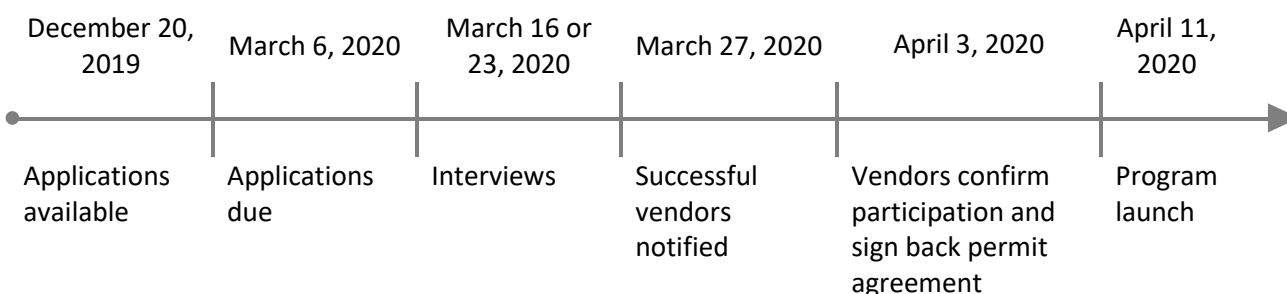 December 20,
2019
March 6, 2020
March 16 or
23, 2020
March 27, 2020
April 3, 2020
April 11,
2020
Applications
available
Applications
due
Interviews
Successful
vendors
notified
Vendors confirm
participation and
sign back permit
agreement
Program
launch